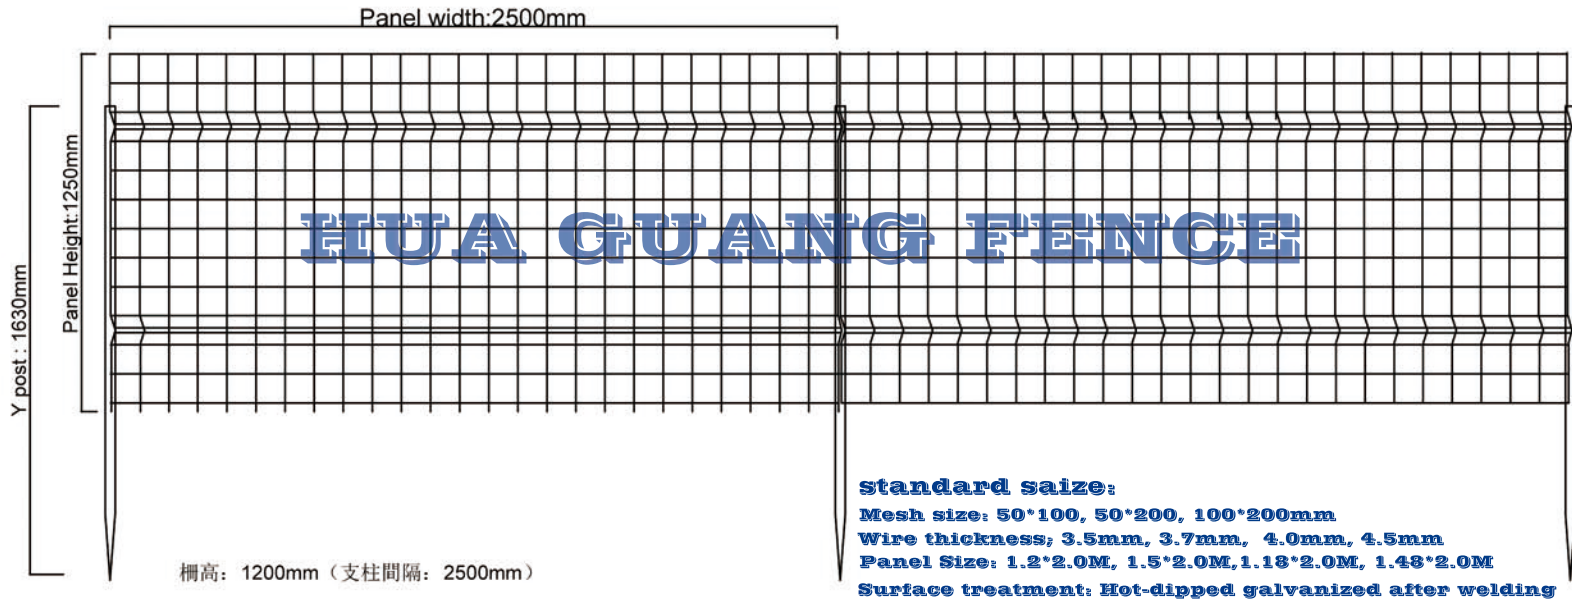 Panel width:2500mm
Panel Height:1250mm
Y post : 1630mm
HUA GUANG FENCE
standard saize:
Mesh size: 50*100, 50*200, 100*200mm
Wire thickness; 3.5mm, 3.7mm, 4.0mm, 4.5mm
Panel Size: 1.2*2.0M, 1.5*2.0M,1.18*2.0M, 1.48*2.0M
Surface treatment: Hot-dipped galvanized after welding
柵高：1200mm（支柱間隔：2500mm）